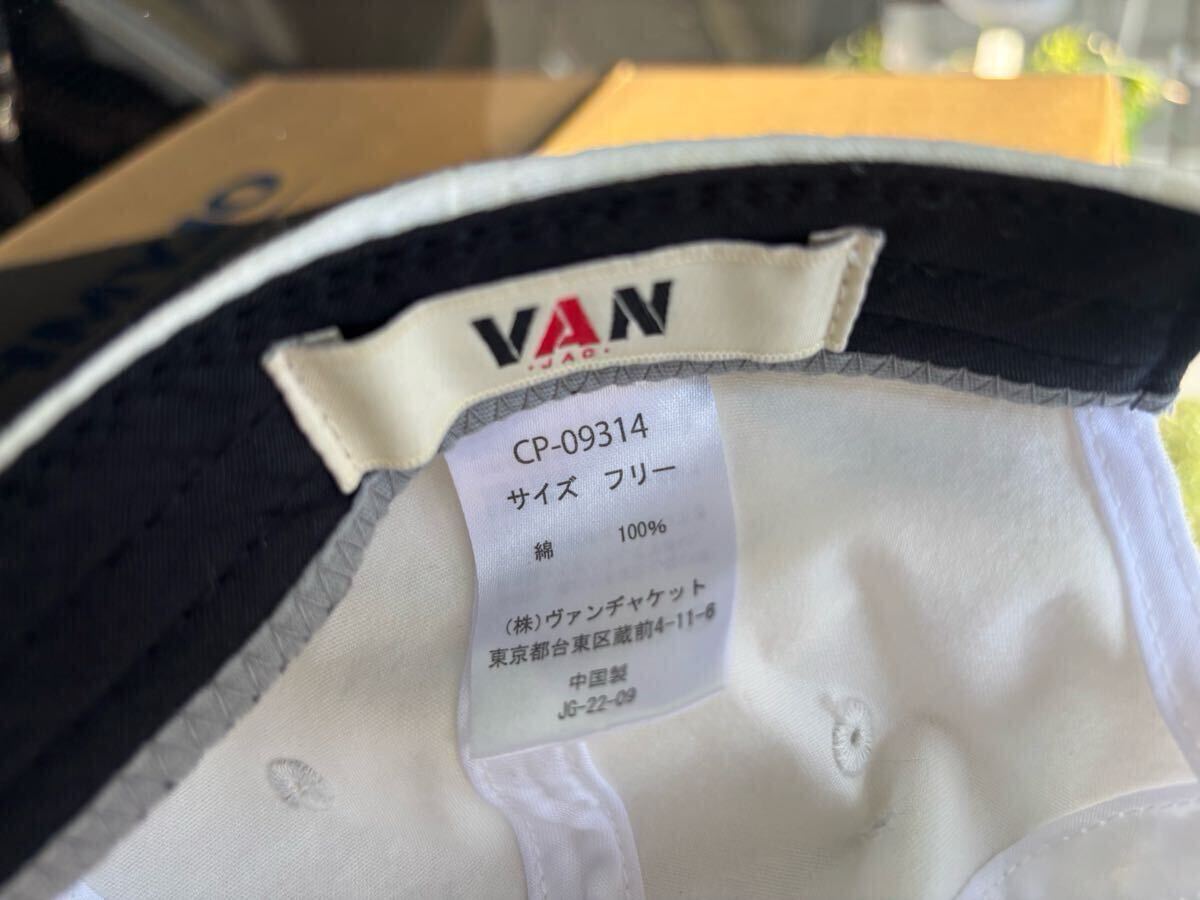 VAN
・JAC・
CP-09314
サイズ フリー
綿 100%
(株)ヴァンヂャケット
東京都台東区蔵前4-11-6
中国製
JG-22-09